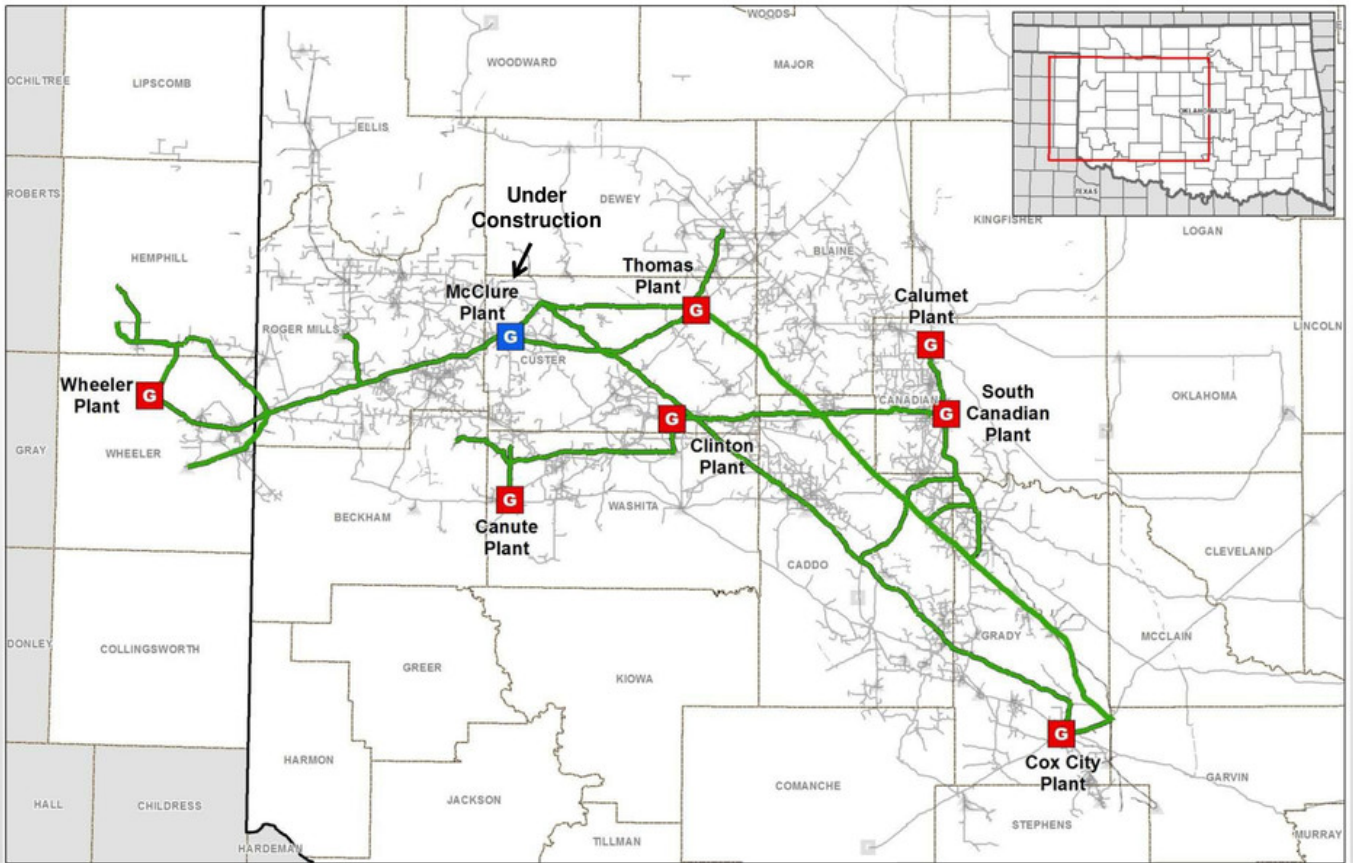 WOODS
OCHILTREE
LIPSCOMB
WOODWARD
MAJOR
OKLAHOMA
TEXAS
ELLIS
ROBERTS
Under
Construction
DEWEY
KINGFISHER
LOGAN
HEMPHILL
BLAINE
Thomas
Plant
McClure
Plant
Calumet
Plant
G
G
G
ROGER MILLS
LINCOLN
CUSTER
Wheeler
Plant
G
South
Canadian
Plant
G
CANADIAN
OKLAHOMA
G
Clinton
Plant
GRAY
WHEELER
G
Canute
Plant
BECKHAM
WASHITA
CADDO
CLEVELAND
DONLEY
COLLINGSWORTH
GREER
KIOWA
GRADY
MCCLAIN
G
Cox City
Plant
HARMON
JACKSON
COMANCHE
GARVIN
HALL
CHILDRESS
STEPHENS
TILLMAN
MURRAY
HARDEMAN